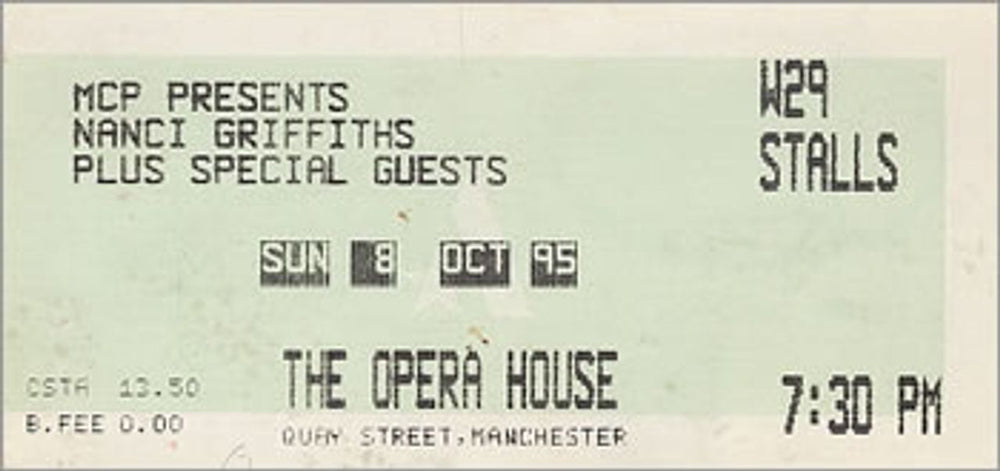 MCP PRESENTS
NANCI GRIFFITHS
PLUS SPECIAL GUESTS
W29
STALLS
SUN 8 OCT 95
THE OPERA HOUSE
QUAY STREET,MANCHESTER
CSTA 13.50
B.FEE 0.00
7:30 PM